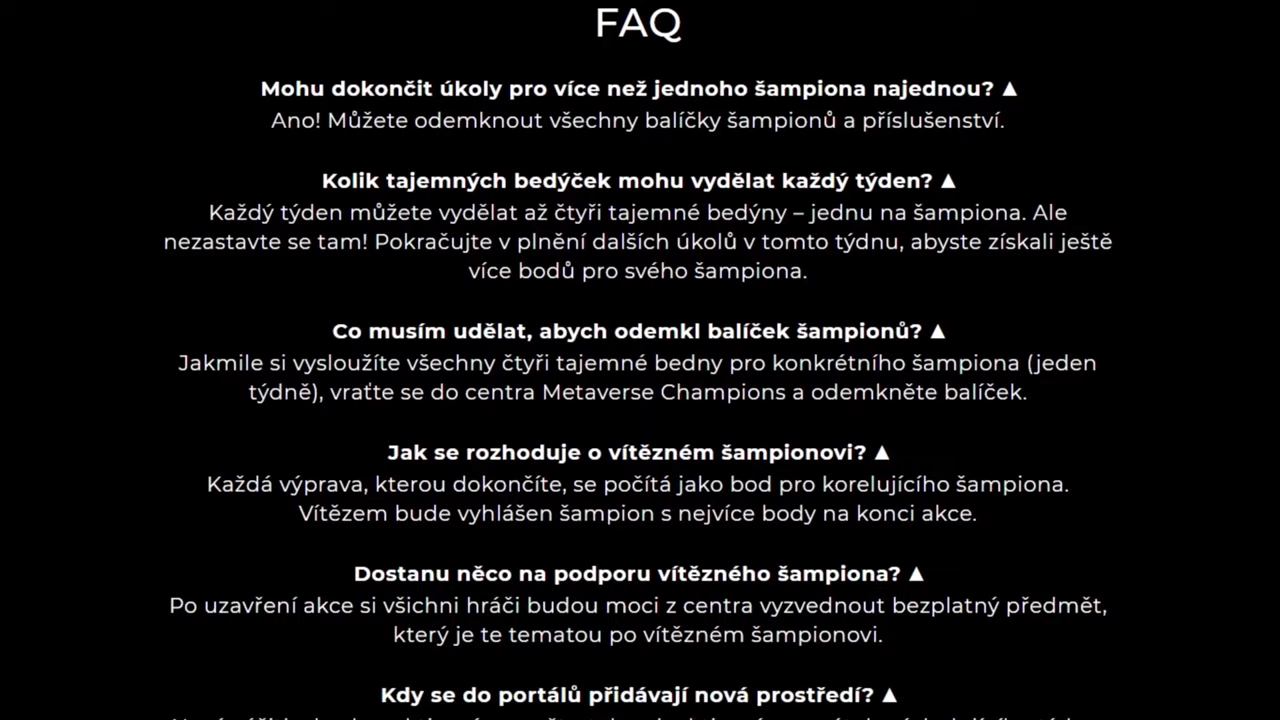 FAQ
Mohu dokončit úkoly pro více než jednoho šampiona najednou? ▲
Ano! Můžete odemknout všechny balíčky šampionů a příslušenství.
Kolik tajemných bedýček mohu vydělat každý týden? ▲
Každý týden můžete vydělat až čtyři tajemné bedýny – jednu na šampiona. Ale
nezastavte se tam! Pokračujte v plnění dalších úkolů v tomto týdnu, abyste získali ještě
více bodů pro svého šampiona.
Co musím udělat, abych odemkl balíček šampionů? ▲
Jakmile si vysloužíte všechny čtyři tajemné bedny pro konkrétního šampiona (jeden
týdně), vraťte se do centra Metaverse Champions a odemkněte balíček.
Jak se rozhoduje o vítězném šampionovi? ▲
Každá výprava, kterou dokončíte, se počítá jako bod pro korelujícího šampiona.
Vítězem bude vyhlášen šampion s nejvíce body na konci akce.
Dostanu něco na podporu vítězného šampiona? ▲
Po uzavření akce si všichni hráči budou moci z centra vyzvednout bezplatný předmět,
který je te tematou po vítězném šampionovi.
Kdy se do portálů přidávají nová prostředí? ▲